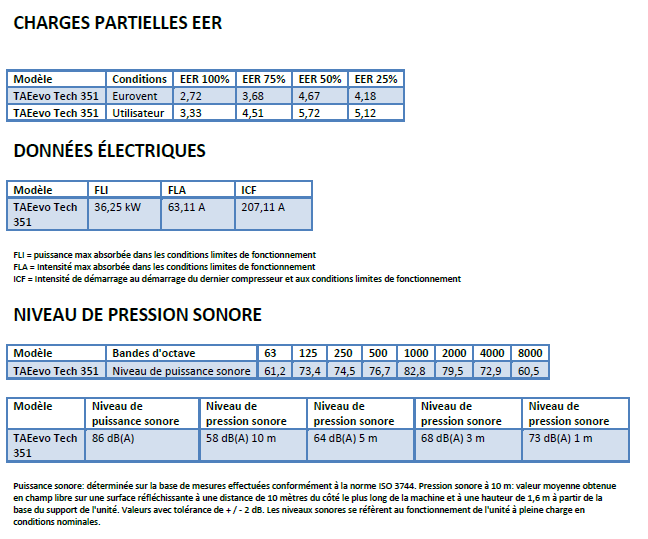 CHARGES PARTIELLES EER
Modèle Conditions EER 100% EER 75% EER 50% EER 25%
TAEevo Tech 351 Eurovent 2,72 3,68 4,67 4,18
TAEevo Tech 351 Utilisateur 3,33 4,51 5,72 5,12
DONNÉES ÉLECTRIQUES
Modèle FLI FLA ICF
TAEevo Tech 36,25 kW 63,11 A 207,11 A
351
FLI = puissance max absorbée dans les conditions limites de fonctionnement
FLA = Intensité max absorbée dans les conditions limites de fonctionnement
ICF = Intensité de démarrage au démarrage du dernier compresseur et aux conditions limites de fonctionnement
NIVEAU DE PRESSION SONORE
Modèle Bandes d'octave 63 125 250 500 1000 2000 4000 8000
TAEevo Tech 351 Niveau de puissance sonore 61,2 73,4 74,5 76,7 82,8 79,5 72,9 60,5
Modèle Niveau de Niveau de Niveau de Niveau de Niveau de
puissance sonore pression sonore pression sonore pression sonore pression sonore
TAEevo Tech 86 dB(A) 58 dB(A) 10 m 64 dB(A) 5 m 68 dB(A) 3 m 73 dB(A) 1 m
351
Puissance sonore: déterminée sur la base de mesures effectuées conformément à la norme ISO 3744. Pression sonore à 10 m: valeur moyenne obtenue
en champ libre sur une surface réfléchissante à une distance de 10 mètres du côté le plus long de la machine et à une hauteur de 1,6 m à partir de la
base du support de l'unité. Valeurs avec tolérance de + / - 2 dB. Les niveaux sonores se réfèrent au fonctionnement de l'unité à pleine charge en
conditions nominales.